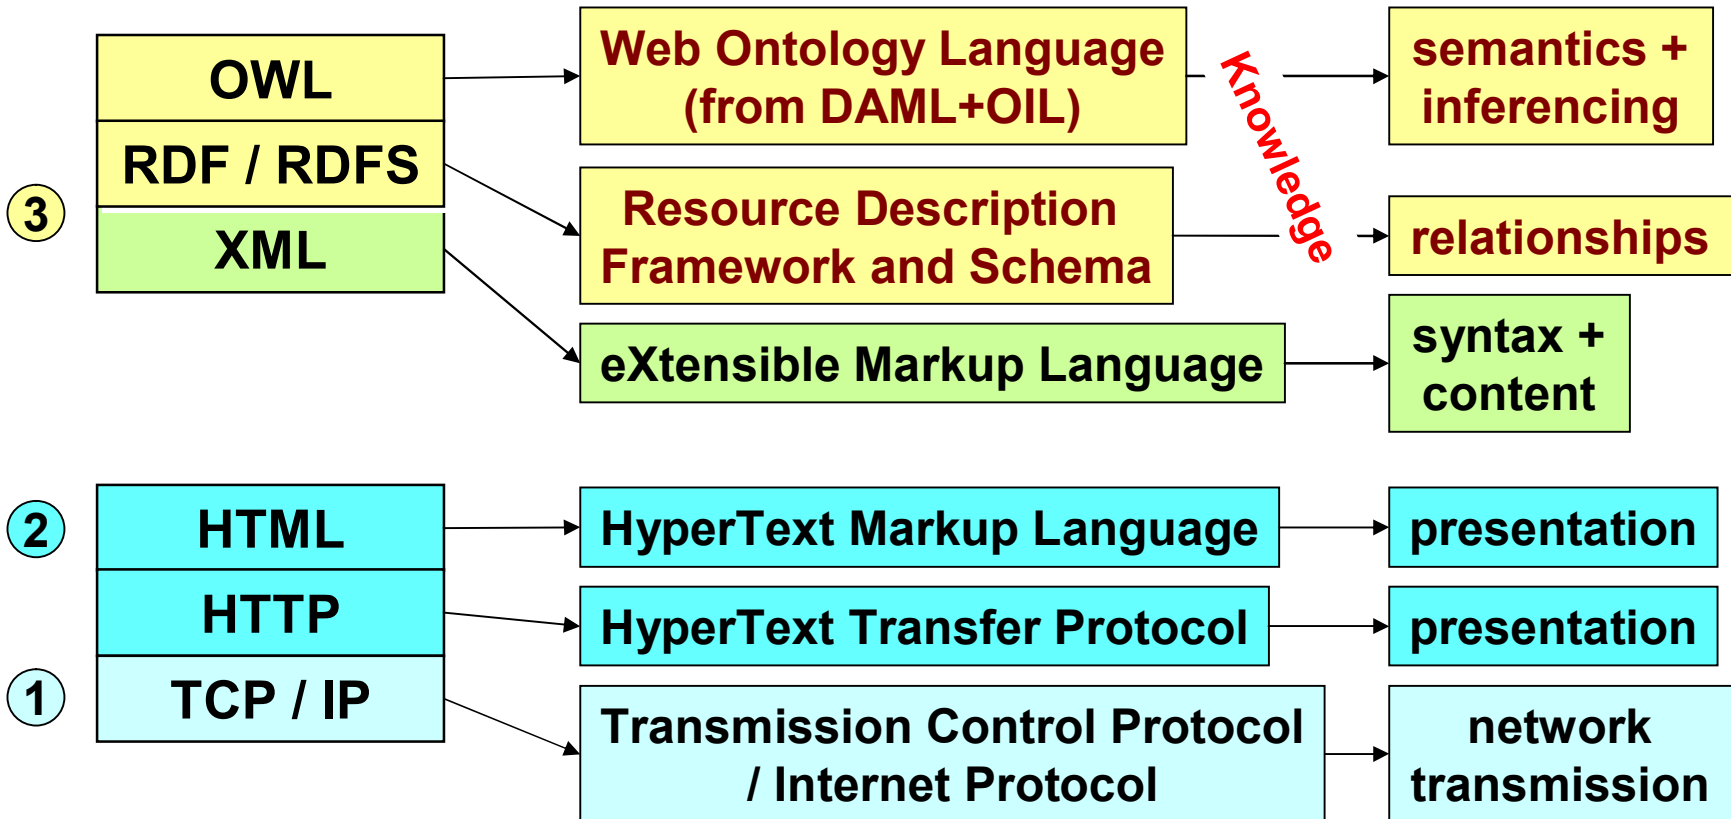 OWL
Web Ontology Language
(from DAML+OIL)
Knowledge
semantics +
inferencing
3
RDF / RDFS
Resource Description
Framework and Schema
relationships
XML
eXtensible Markup Language
syntax +
content
2
HTML
HyperText Markup Language
presentation
HTTP
HyperText Transfer Protocol
presentation
1
TCP / IP
Transmission Control Protocol
/ Internet Protocol
network
transmission